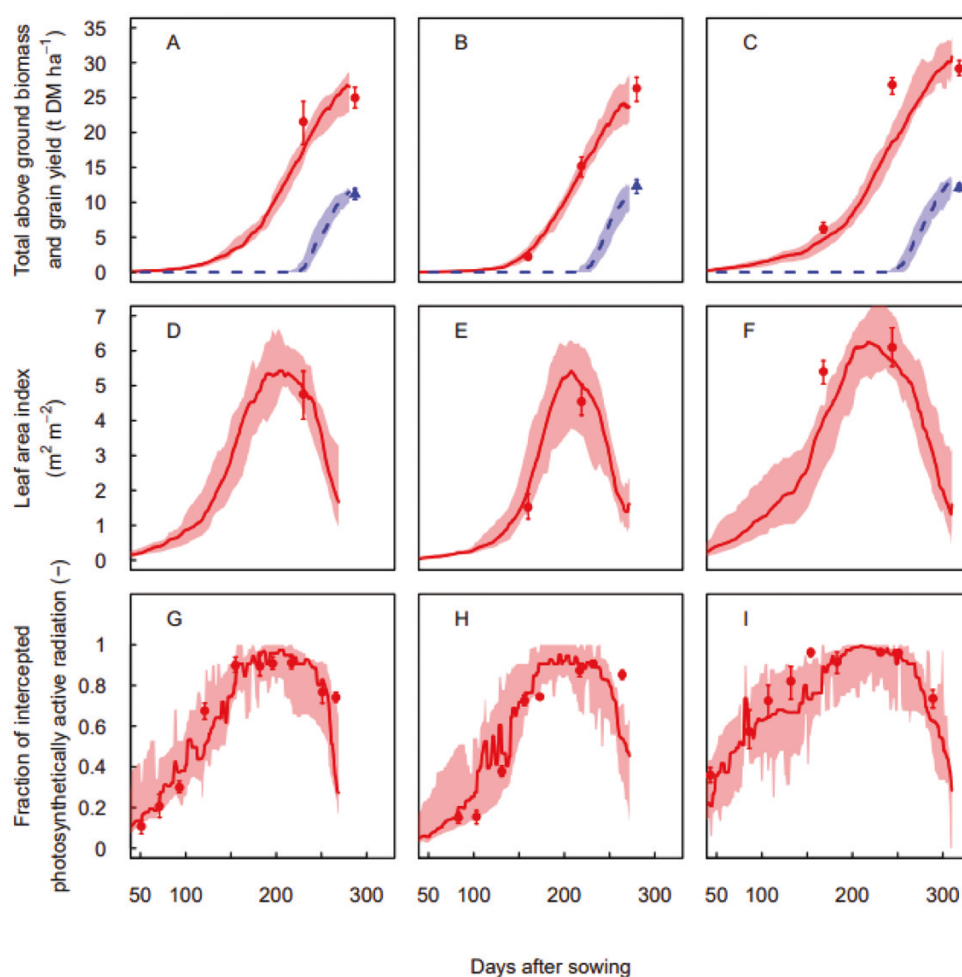 Total above ground biomass
and grain yield (t DM ha⁻¹)
35
30
25
20
15
10
5
0
A
B
C
Leaf area index
(m² m⁻²)
7
6
5
4
3
2
1
0
D
E
F
Fraction of intercepted
photosynthetically active radiation (−)
1
0.8
0.6
0.4
0.2
0
G
H
I
50 100 200 300
50 100 200 300
50 100 200 300
Days after sowing